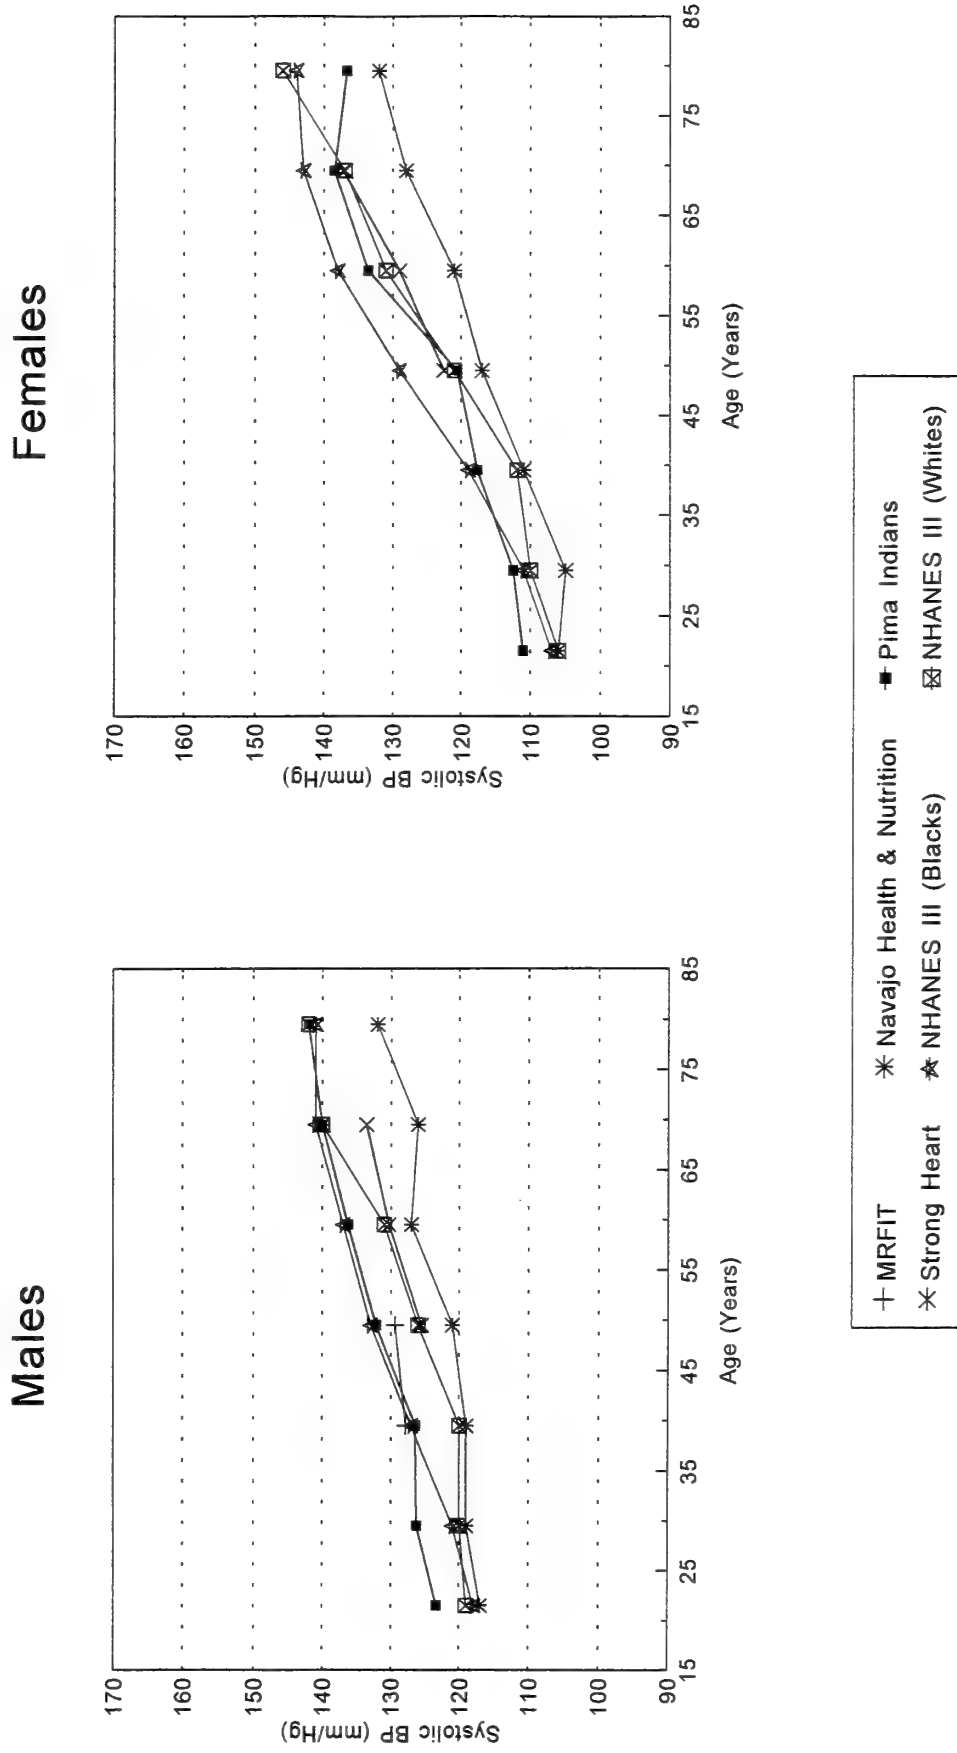 Males
Females
170
160
150
140
130
120
110
100
90
Systolic BP (mm/Hg)
15
25
35
45
55
65
75
85
Age (Years)
170
160
150
140
130
120
110
100
90
Systolic BP (mm/Hg)
15
25
35
45
55
65
75
85
Age (Years)
MRFIT
Navajo Health & Nutrition
Pima Indians
Strong Heart
NHANES III (Blacks)
NHANES III (Whites)